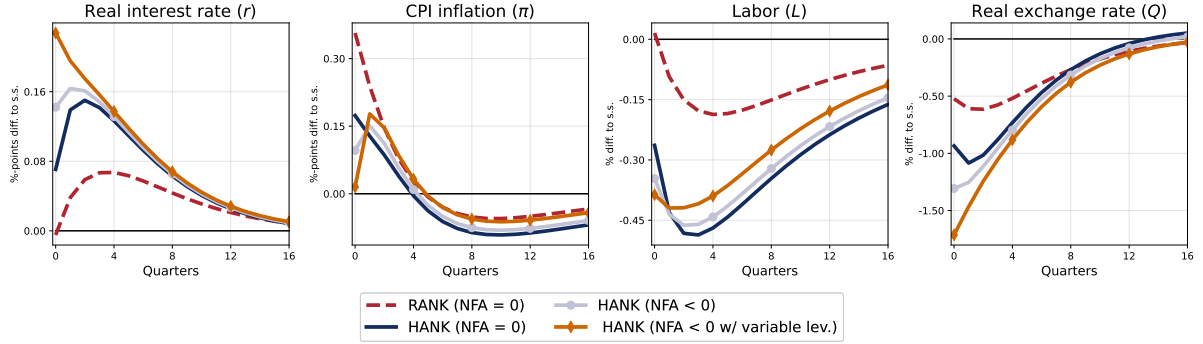 Real interest rate (r)
%-points diff. to s.s.
0.16
0.08
0.00
0 4 8 12 16
Quarters
CPI inflation (π)
%-points diff. to s.s.
0.30
0.15
0.00
0 4 8 12 16
Quarters
Labor (L)
% diff. to s.s.
0.00
-0.15
-0.30
-0.45
0 4 8 12 16
Quarters
Real exchange rate (Q)
% diff. to s.s.
0.00
-0.50
-1.00
-1.50
0 4 8 12 16
Quarters
RANK (NFA = 0)
HANK (NFA = 0)
HANK (NFA < 0)
HANK (NFA < 0 w/ variable lev.)